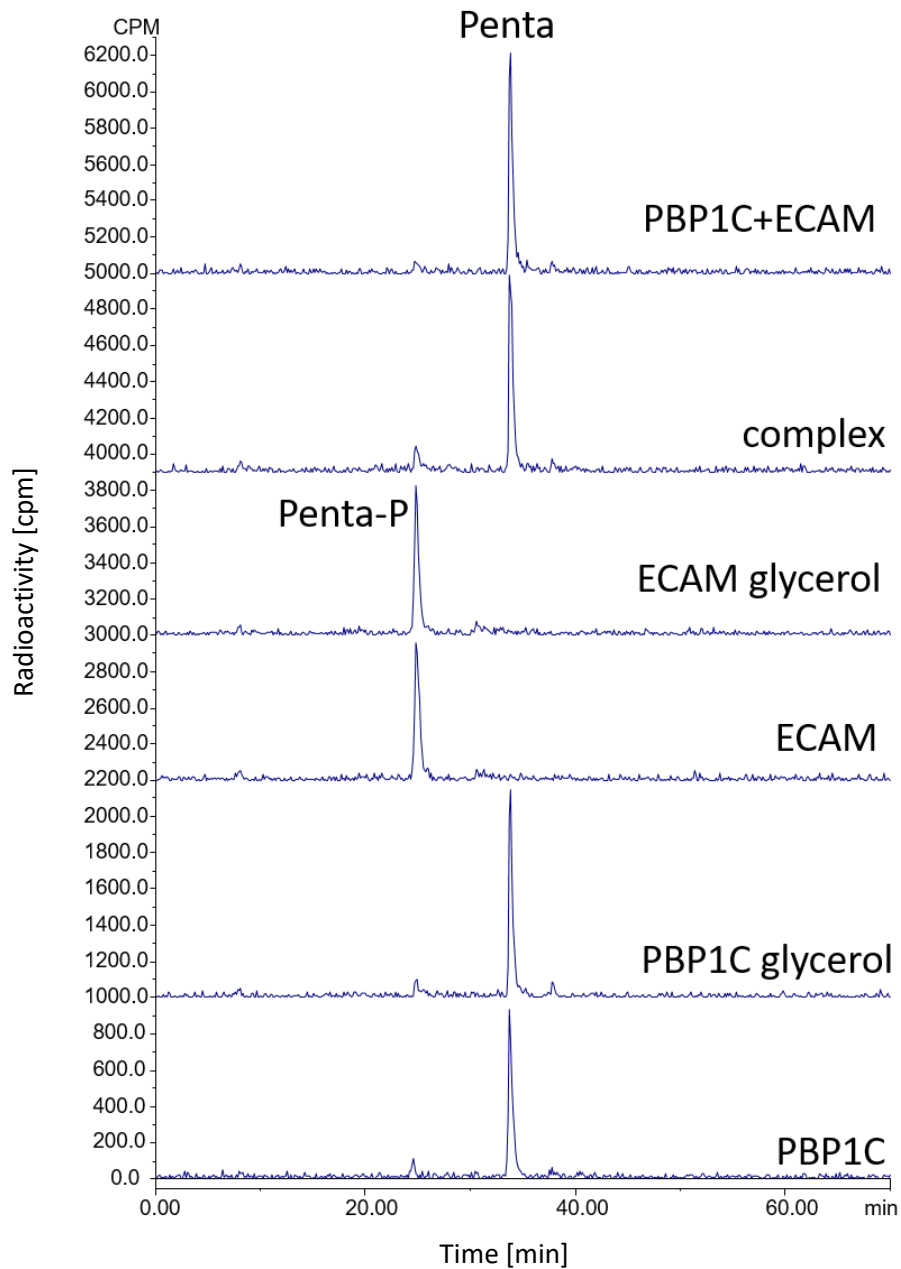 CPM
Penta
6200.0
6000.0
5800.0
5600.0
5400.0
PBP1C+ECAM
5200.0
5000.0
4800.0
4600.0
4400.0
complex
4200.0
4000.0
3800.0
Penta-P
3600.0
3400.0
ECAM glycerol
3200.0
3000.0
2800.0
2600.0
ECAM
2400.0
2200.0
2000.0
1800.0
1600.0
1400.0
PBP1C glycerol
1200.0
1000.0
800.0
600.0
400.0
PBP1C
200.0
0.0
0.00 20.00 40.00 60.00 min
Time [min]
Radioactivity [cpm]